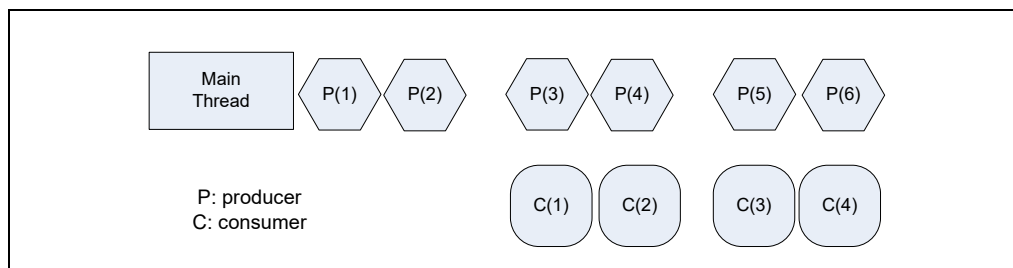 Main
Thread
P(1)
P(2)
P(3)
P(4)
P(5)
P(6)
C(1)
C(2)
C(3)
C(4)
P: producer
C: consumer